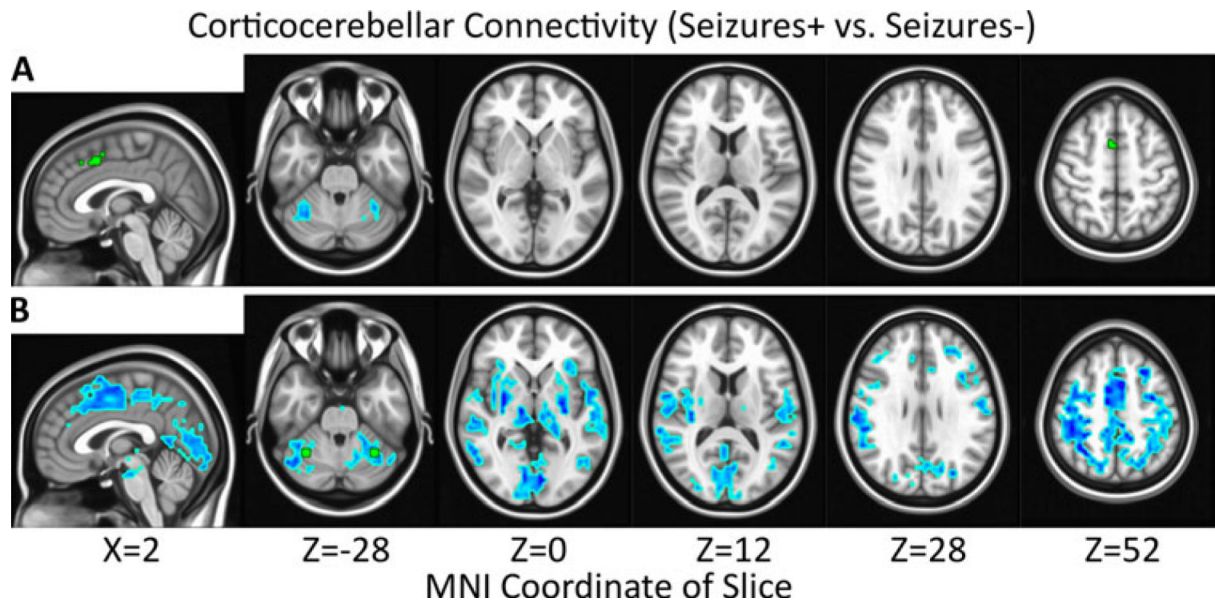 Corticocerebellar Connectivity (Seizures+ vs. Seizures-)
A
B
X=2 Z=-28 Z=0 Z=12 Z=28 Z=52
MNI Coordinate of Slice